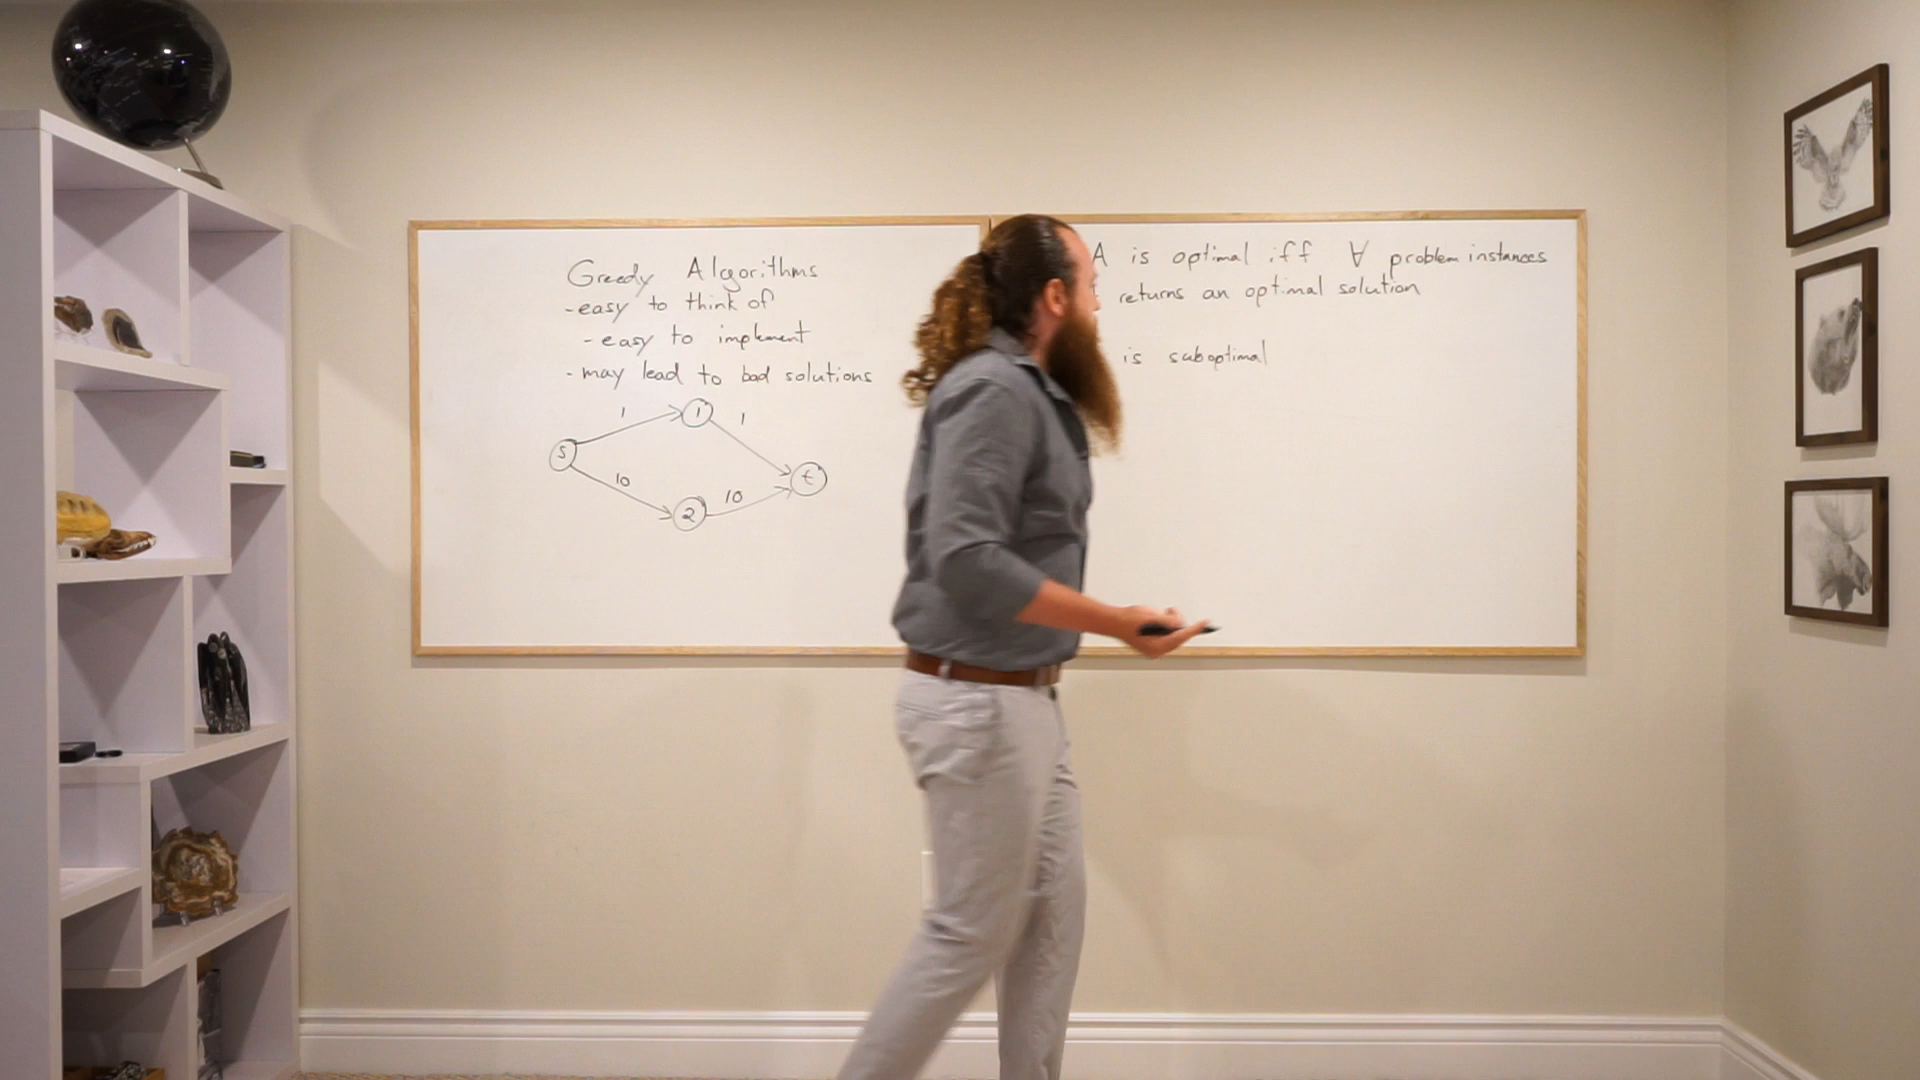 Greedy Algorithms
-easy to think of
-easy to implement
-may lead to bad solutions
1
1
1
S
t
10
10
2
A is optimal iff ∀ problem instances
returns an optimal solution
is suboptimal